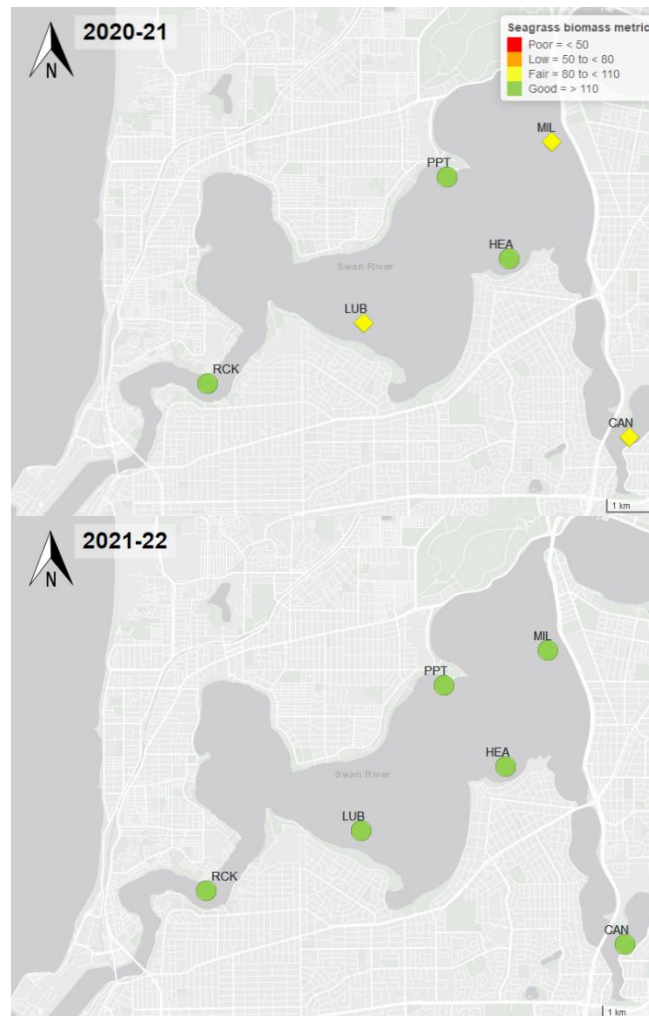 2020-21
N
Seagrass biomass metric
Poor = < 50
Low = 50 to < 80
Fair = 80 to < 110
Good = > 110
MIL
PPT
HEA
Swan River
LUB
RCK
CAN
1 km
2021-22
N
MIL
PPT
HEA
Swan River
LUB
RCK
CAN
1 km